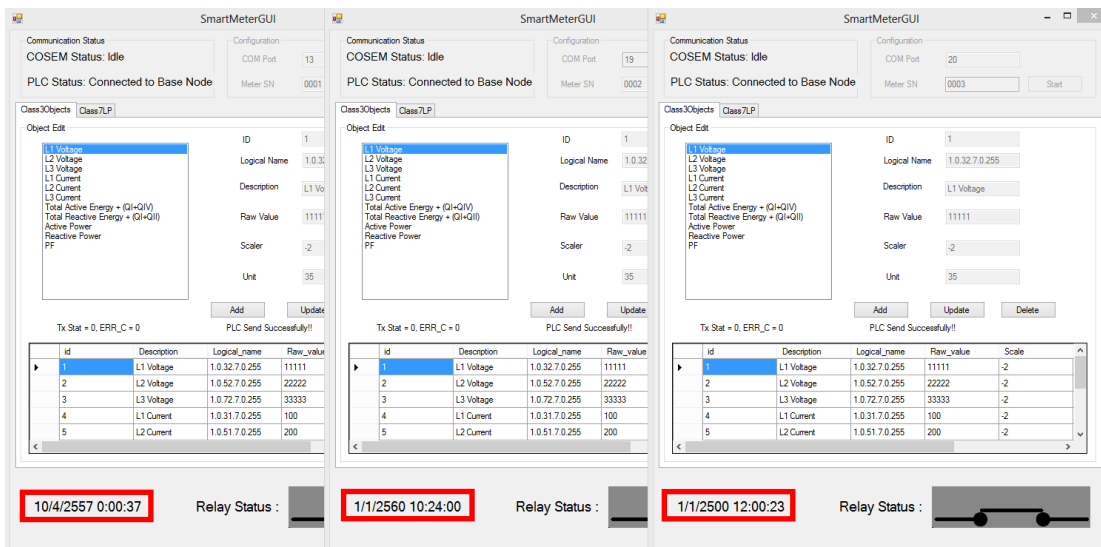 SmartMeterGUI
Communication Status
Configuration
COSEM Status: Idle
COM Port 13
PLC Status: Connected to Base Node
Meter SN 0001
Class3Objects Class7LP
Object Edit
L1 Voltage
L2 Voltage
L3 Voltage
L1 Current
L2 Current
L3 Current
Total Active Energy + (QI+QIV)
Total Reactive Energy + (QI+QII)
Active Power
Reactive Power
PF
ID 1
Logical Name 1.0.32
Description L1 Vo
Raw Value 1111
Scaler -2
Unit 35
Add Update
Tx Stat = 0, ERR_C = 0 PLC Send Successfully!!
id Description Logical_name Raw_value
1 L1 Voltage 1.0.32.7.0.255 11111
2 L2 Voltage 1.0.52.7.0.255 22222
3 L3 Voltage 1.0.72.7.0.255 33333
4 L1 Current 1.0.31.7.0.255 100
5 L2 Current 1.0.51.7.0.255 200
10/4/2557 0:00:37 Relay Status :
SmartMeterGUI
Communication Status
Configuration
COSEM Status: Idle
COM Port 19
PLC Status: Connected to Base Node
Meter SN 0002
Class3Objects Class7LP
Object Edit
L1 Voltage
L2 Voltage
L3 Voltage
L1 Current
L2 Current
L3 Current
Total Active Energy + (QI+QIV)
Total Reactive Energy + (QI+QII)
Active Power
Reactive Power
PF
ID 1
Logical Name 1.0.32
Description L1 Volt
Raw Value 11111
Scaler -2
Unit 35
Add Update
Tx Stat = 0, ERR_C = 0 PLC Send Successfully!!
id Description Logical_name Raw_value
1 L1 Voltage 1.0.32.7.0.255 11111
2 L2 Voltage 1.0.52.7.0.255 22222
3 L3 Voltage 1.0.72.7.0.255 33333
4 L1 Current 1.0.31.7.0.255 100
5 L2 Current 1.0.51.7.0.255 200
1/1/2560 10:24:00 Relay Status :
SmartMeterGUI
Communication Status
Configuration
COSEM Status: Idle
COM Port 20
PLC Status: Connected to Base Node
Meter SN 0003 Start
Class3Objects Class7LP
Object Edit
L1 Voltage
L2 Voltage
L3 Voltage
L1 Current
L2 Current
L3 Current
Total Active Energy + (QI+QIV)
Total Reactive Energy + (QI+QII)
Active Power
Reactive Power
PF
ID 1
Logical Name 1.0.32.7.0.255
Description L1 Voltage
Raw Value 11111
Scaler -2
Unit 35
Add Update Delete
Tx Stat = 0, ERR_C = 0 PLC Send Successfully!!
id Description Logical_name Raw_value Scale
1 L1 Voltage 1.0.32.7.0.255 11111 -2
2 L2 Voltage 1.0.52.7.0.255 22222 -2
3 L3 Voltage 1.0.72.7.0.255 33333 -2
4 L1 Current 1.0.31.7.0.255 100 -2
5 L2 Current 1.0.51.7.0.255 200 -2
1/1/2500 12:00:23 Relay Status :